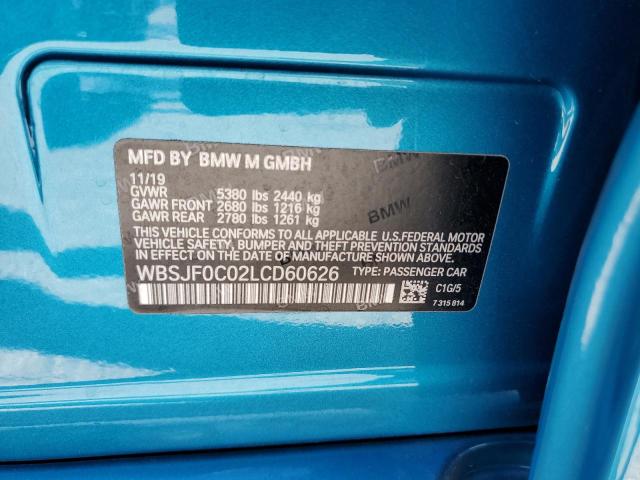 MFD BY BMW M GMBH
11/19
GVWR 5380 lbs 2440 kg
GAWR FRONT 2680 lbs 1216 kg
GAWR REAR 2780 lbs 1261 kg
THIS VEHICLE CONFORMS TO ALL APPLICABLE U.S.FEDERAL MOTOR
VEHICLE SAFETY, BUMPER AND THEFT PREVENTION STANDARDS
IN EFFECT ON THE DATE OF MANUFACTURE SHOWN ABOVE.
WBSJF0C02LCD60626 TYPE: PASSENGER CAR
C1G/5
7 315 814